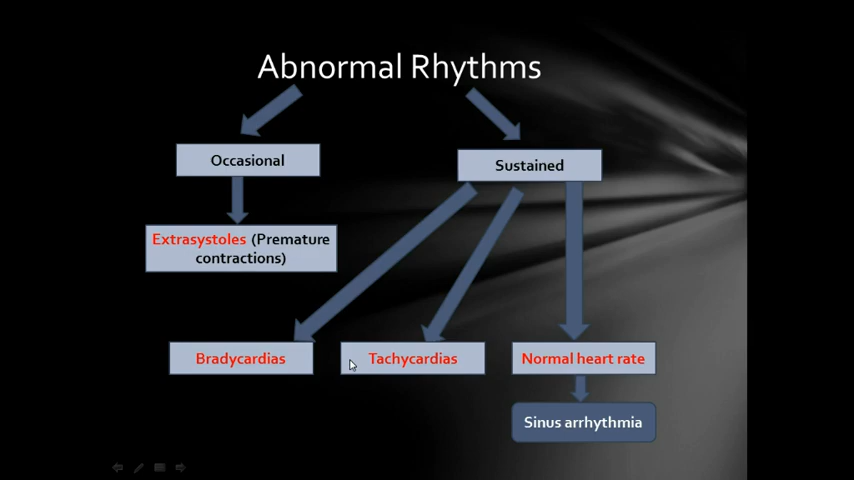 Abnormal Rhythms
Occasional
Sustained
Extrasystoles (Premature
contractions)
Bradycardias
Tachycardias
Normal heart rate
Sinus arrhythmia